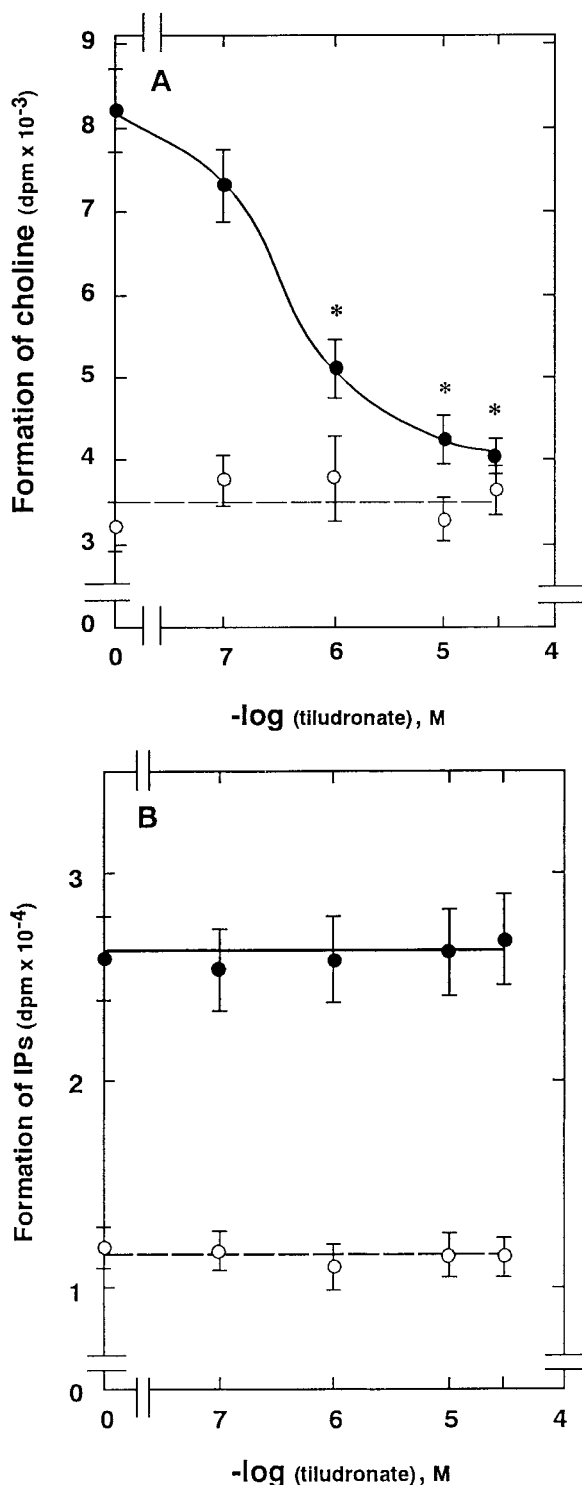 A
Formation of choline (dpm x 10-3)
9
8
7
6
5
4
3
0
*
* *
0 7 6 5 4
-log (tiludronate), M
B
Formation of IPs (dpm x 10-4)
3
2
1
0
0 7 6 5 4
-log (tiludronate), M